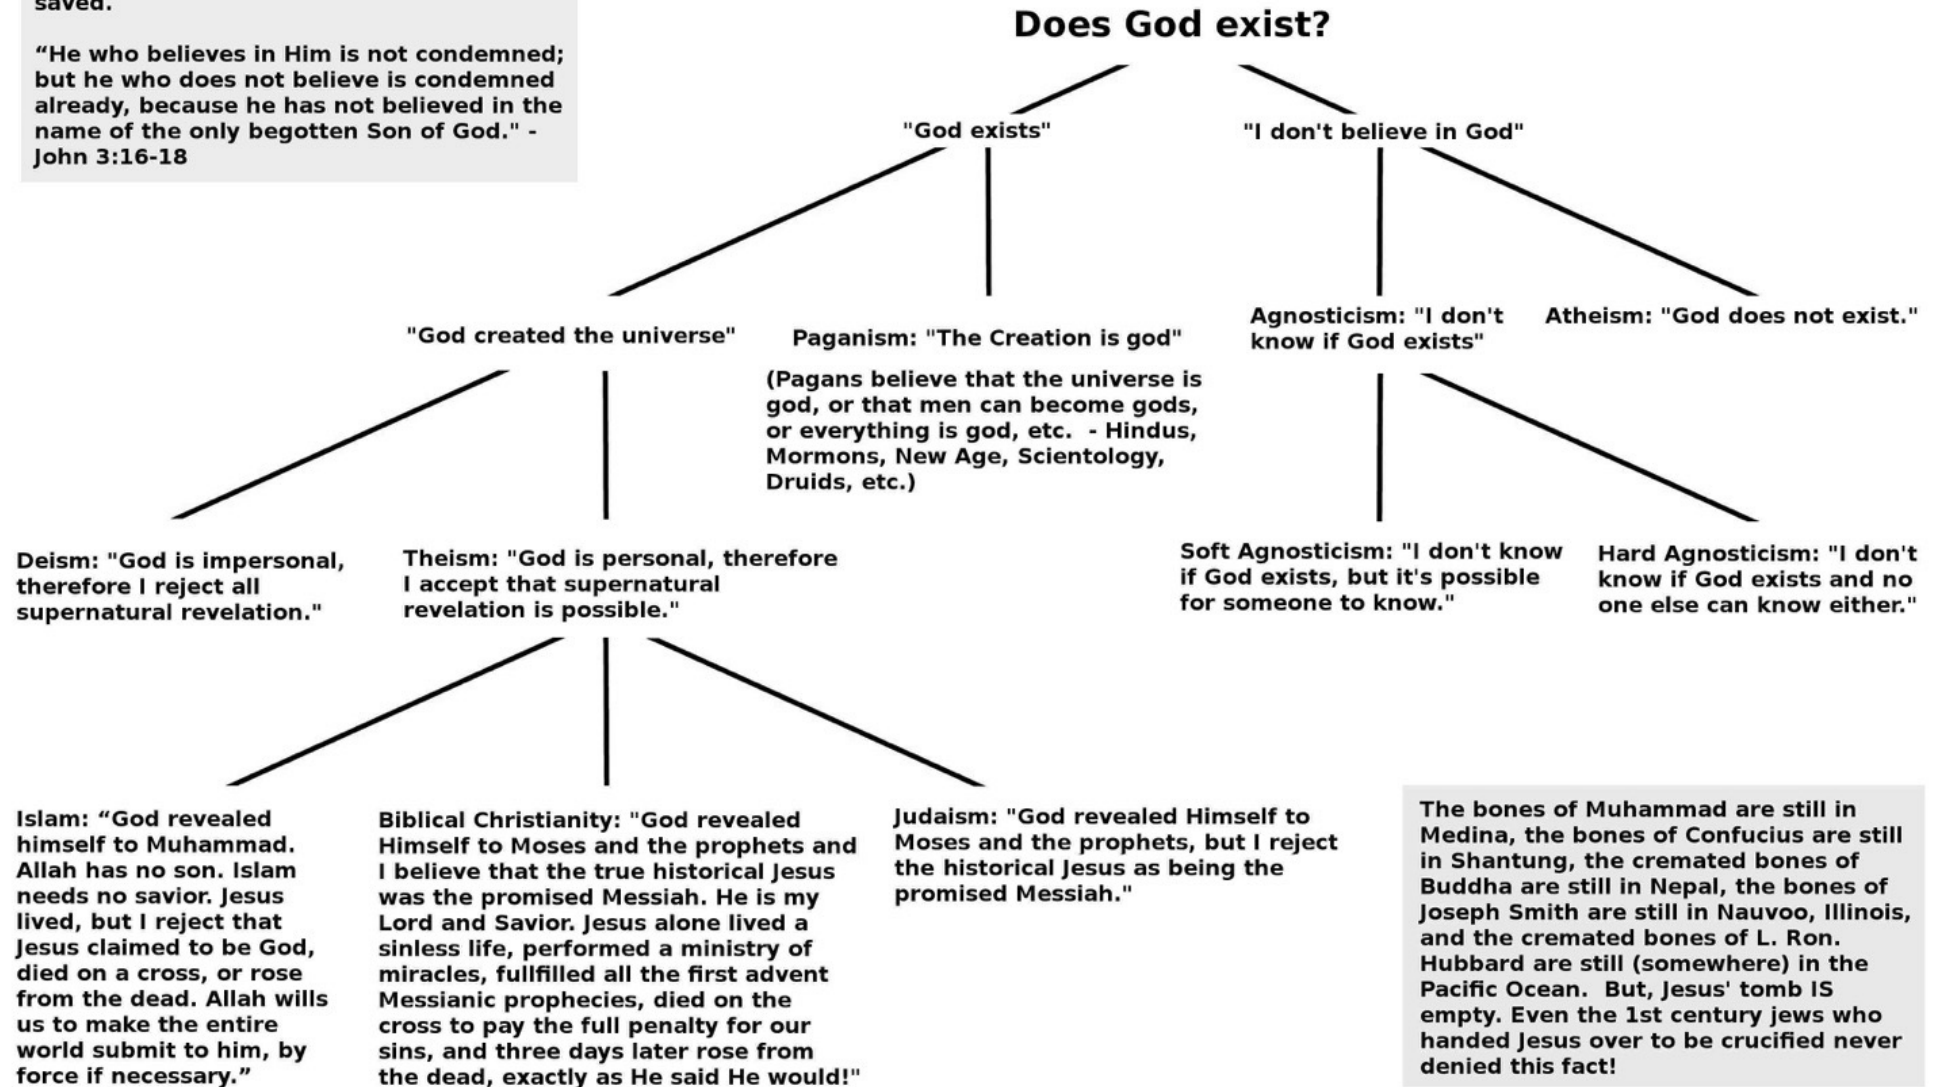 saved.
“He who believes in Him is not condemned;
but he who does not believe is condemned
already, because he has not believed in the
name of the only begotten Son of God." -
John 3:16-18
Does God exist?
"God exists"
"I don't believe in God"
"God created the universe"
Paganism: "The Creation is god"
(Pagans believe that the universe is
god, or that men can become gods,
or everything is god, etc.  - Hindus,
Mormons, New Age, Scientology,
Druids, etc.)
Agnosticism: "I don't
know if God exists"
Atheism: "God does not exist."
Deism: "God is impersonal,
therefore I reject all
supernatural revelation."
Theism: "God is personal, therefore
I accept that supernatural
revelation is possible."
Soft Agnosticism: "I don't know
if God exists, but it's possible
for someone to know."
Hard Agnosticism: "I don't
know if God exists and no
one else can know either."
Islam: “God revealed
himself to Muhammad.
Allah has no son. Islam
needs no savior. Jesus
lived, but I reject that
Jesus claimed to be God,
died on a cross, or rose
from the dead. Allah wills
us to make the entire
world submit to him, by
force if necessary.”
Biblical Christianity: "God revealed
Himself to Moses and the prophets and
I believe that the true historical Jesus
was the promised Messiah. He is my
Lord and Savior. Jesus alone lived a
sinless life, performed a ministry of
miracles, fullfilled all the first advent
Messianic prophecies, died on the
cross to pay the full penalty for our
sins, and three days later rose from
the dead, exactly as He said He would!"
Judaism: "God revealed Himself to
Moses and the prophets, but I reject
the historical Jesus as being the
promised Messiah."
The bones of Muhammad are still in
Medina, the bones of Confucius are still
in Shantung, the cremated bones of
Buddha are still in Nepal, the bones of
Joseph Smith are still in Nauvoo, Illinois,
and the cremated bones of L. Ron.
Hubbard are still (somewhere) in the
Pacific Ocean.  But, Jesus' tomb IS
empty. Even the 1st century jews who
handed Jesus over to be crucified never
denied this fact!